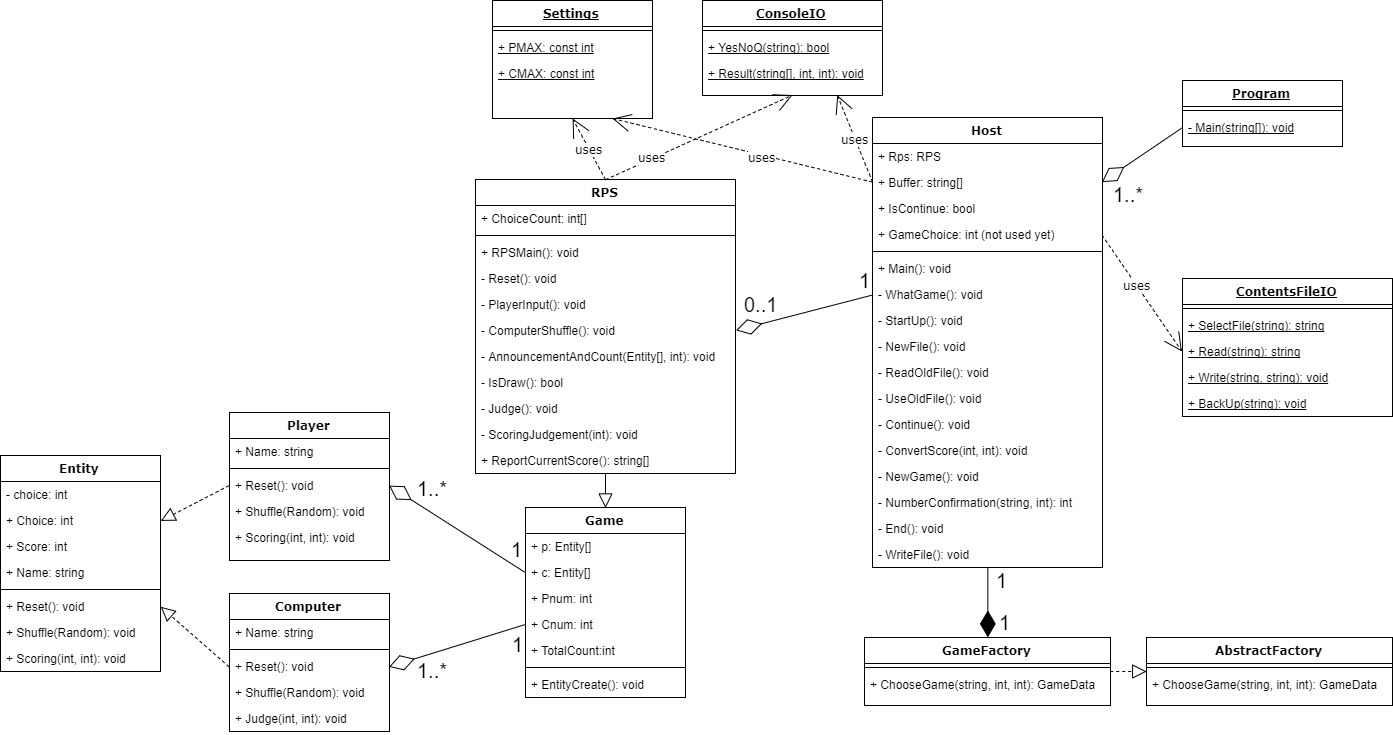 Settings
+ PMAX: const int
+ CMAX: const int
ConsoleIO
+ YesNoQ(string): bool
+ Result(string[], int, int): void
Program
- Main(string[]): void
1..*
uses
uses
uses
uses
Host
+ Rps: RPS
+ Buffer: string[]
+ IsContinue: bool
+ GameChoice: int (not used yet)
+ Main(): void
- WhatGame(): void
- StartUp(): void
- NewFile(): void
- ReadOldFile(): void
- UseOldFile(): void
- Continue(): void
- ConvertScore(int, int): void
- NewGame(): void
- NumberConfirmation(string, int): int
- End(): void
- WriteFile(): void
uses
ContentsFileIO
+ SelectFile(string): string
+ Read(string): string
+ Write(string, string): void
+ BackUp(string): void
RPS
+ ChoiceCount: int[]
+ RPSMain(): void
- Reset(): void
- PlayerInput(): void
- ComputerShuffle(): void
- AnnouncementAndCount(Entity[], int): void
- IsDraw(): bool
- Judge(): void
- ScoringJudgement(int): void
+ ReportCurrentScore(): string[]
0..1
1
Player
+ Name: string
+ Reset(): void
+ Shuffle(Random): void
+ Scoring(int, int): void
1..*
1
Entity
- choice: int
+ Choice: int
+ Score: int
+ Name: string
+ Reset(): void
+ Shuffle(Random): void
+ Scoring(int, int): void
Game
+ p: Entity[]
+ c: Entity[]
+ Pnum: int
+ Cnum: int
+ TotalCount:int
+ EntityCreate(): void
Computer
+ Name: string
+ Reset(): void
+ Shuffle(Random): void
+ Judge(int, int): void
1..*
1
1
1
GameFactory
+ ChooseGame(string, int, int): GameData
AbstractFactory
+ ChooseGame(string, int, int): GameData